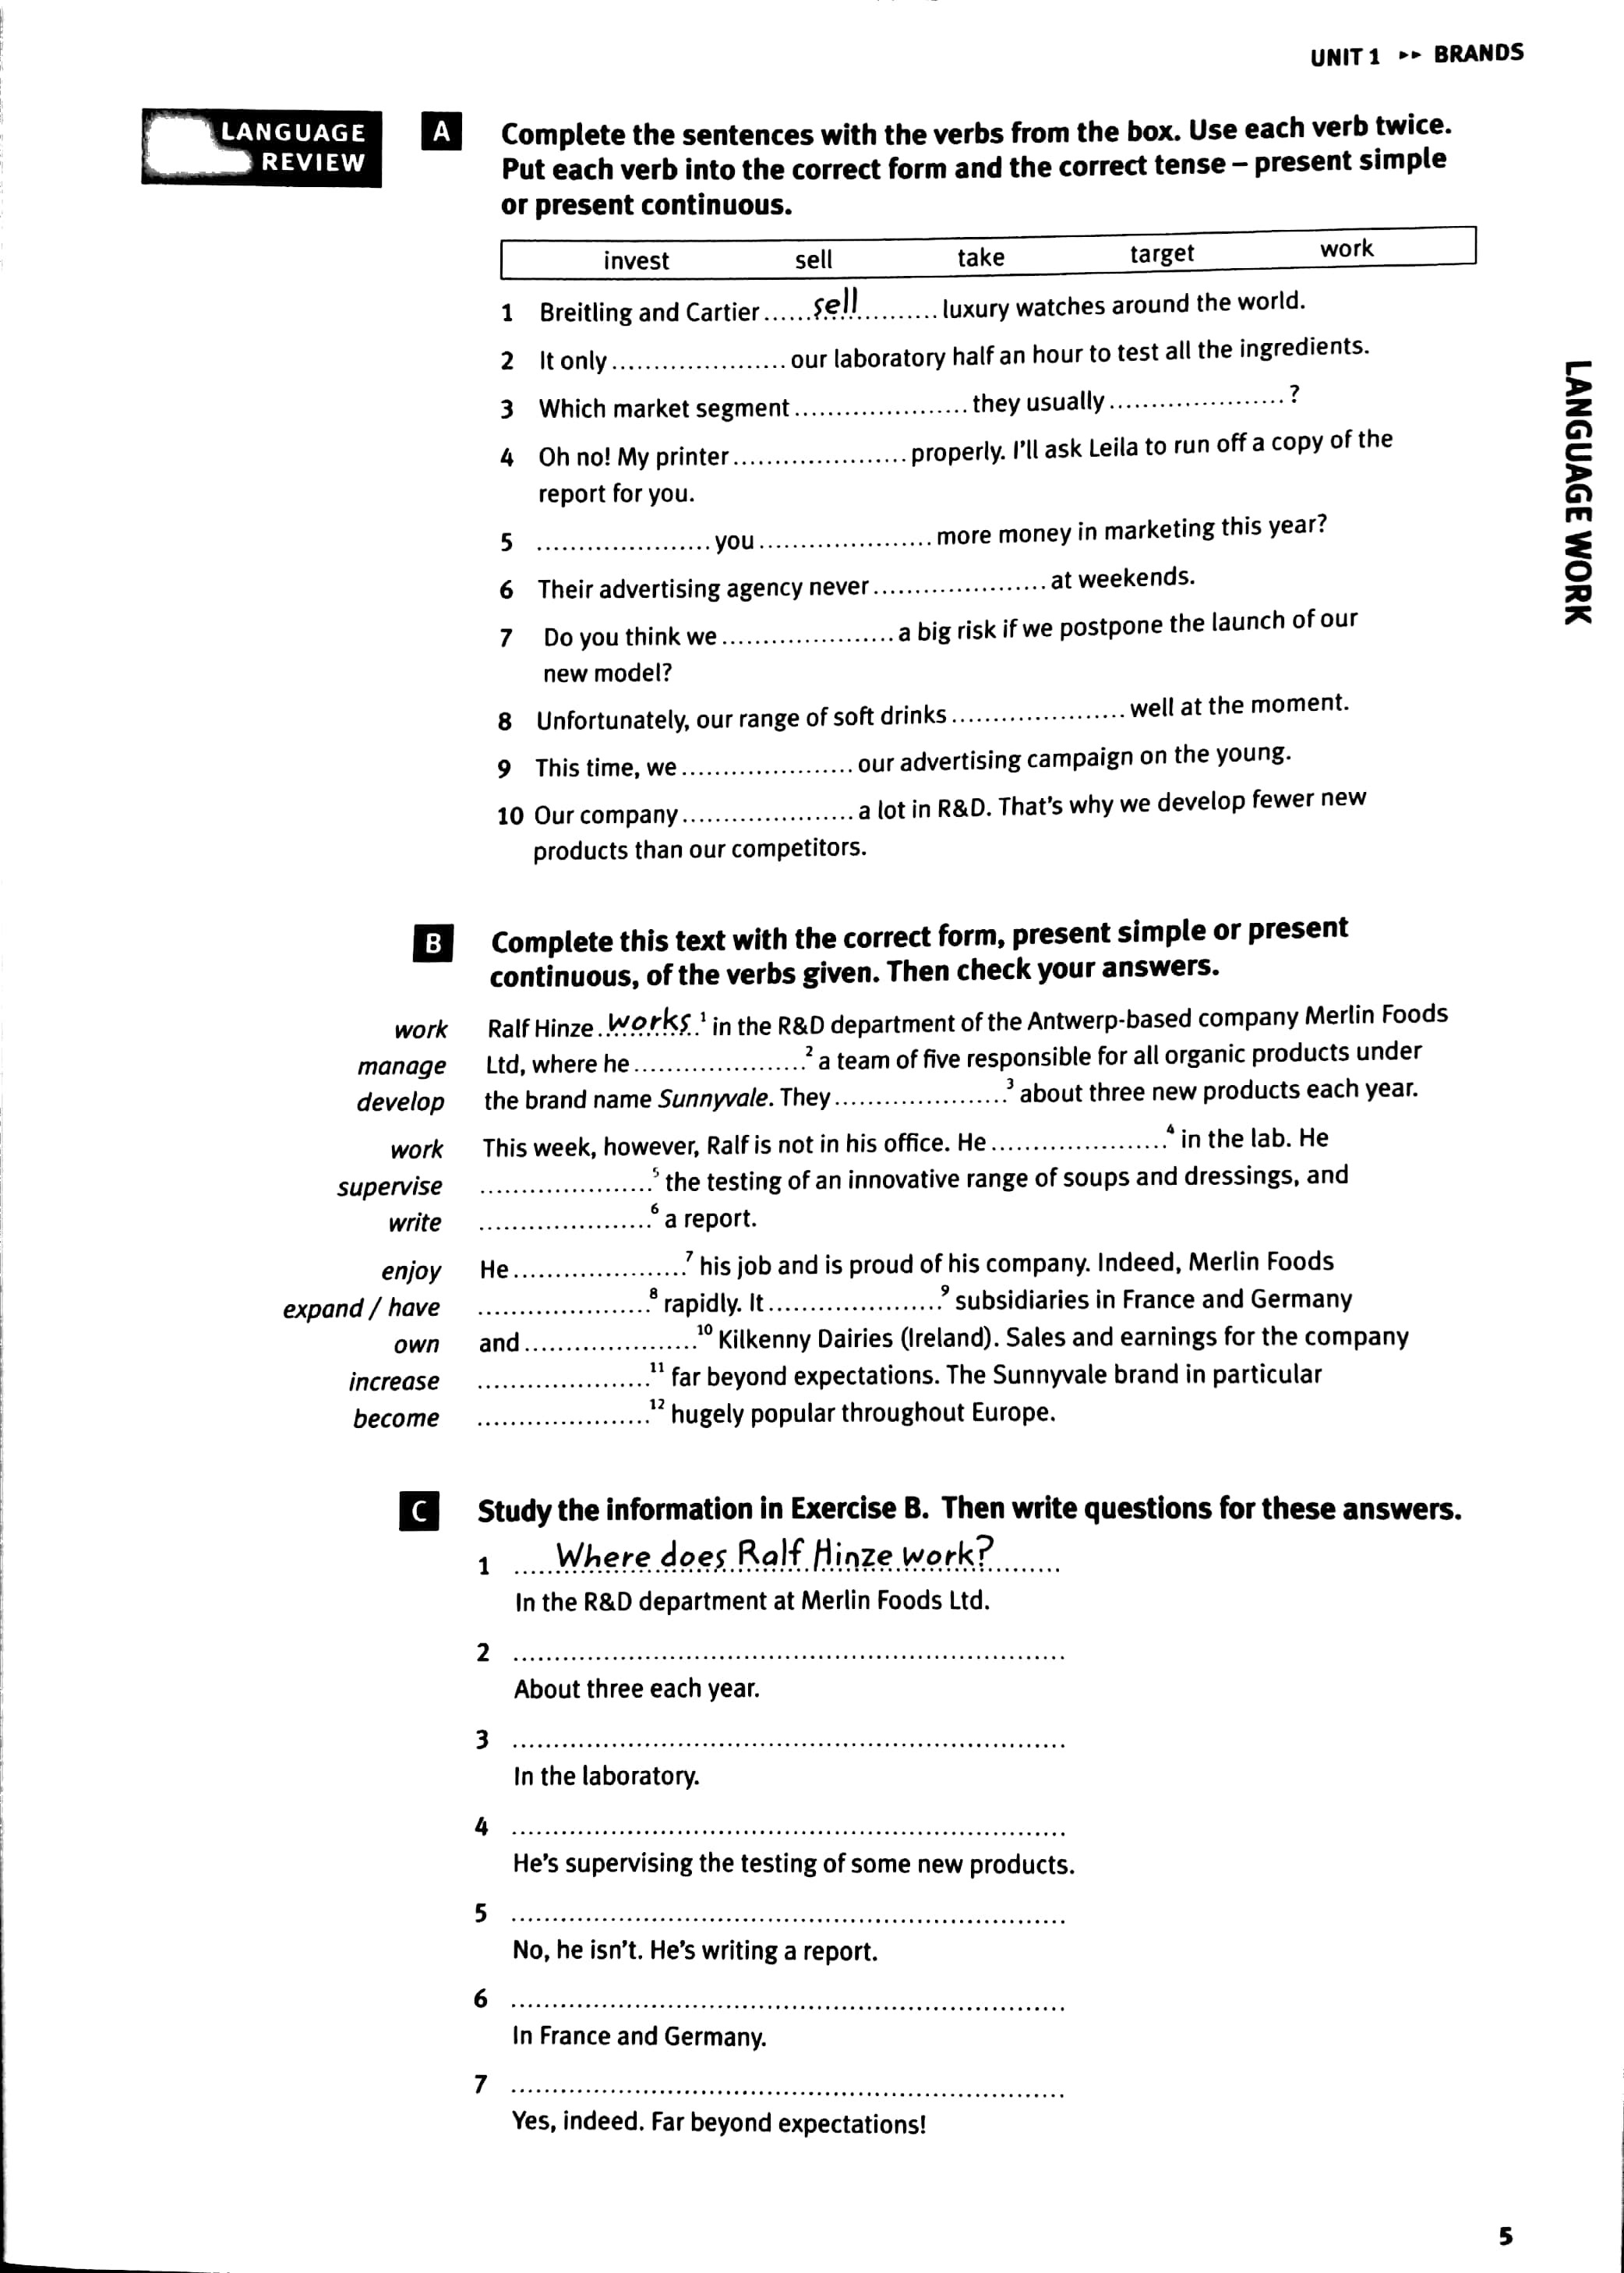 UNIT 1 ▸▸ BRANDS
LANGUAGE
REVIEW
A Complete the sentences with the verbs from the box. Use each verb twice.
Put each verb into the correct form and the correct tense – present simple
or present continuous.
invest sell take target work
1 Breitling and Cartier ......sell.......... luxury watches around the world.
2 It only ..................... our laboratory half an hour to test all the ingredients.
3 Which market segment ..................... they usually ..................... ?
4 Oh no! My printer ..................... properly. I'll ask Leila to run off a copy of the
report for you.
5 ..................... you ..................... more money in marketing this year?
6 Their advertising agency never ..................... at weekends.
7 Do you think we ..................... a big risk if we postpone the launch of our
new model?
8 Unfortunately, our range of soft drinks ..................... well at the moment.
9 This time, we ..................... our advertising campaign on the young.
10 Our company ..................... a lot in R&D. That's why we develop fewer new
products than our competitors.
LANGUAGE WORK
B Complete this text with the correct form, present simple or present
continuous, of the verbs given. Then check your answers.
work Ralf Hinze ..works..¹ in the R&D department of the Antwerp-based company Merlin Foods
manage Ltd, where he .....................² a team of five responsible for all organic products under
develop the brand name Sunnyvale. They .....................³ about three new products each year.
work This week, however, Ralf is not in his office. He .....................⁴ in the lab. He
supervise .....................⁵ the testing of an innovative range of soups and dressings, and
write .....................⁶ a report.
enjoy He .....................⁷ his job and is proud of his company. Indeed, Merlin Foods
expand / have .....................⁸ rapidly. It .....................⁹ subsidiaries in France and Germany
own and .....................¹⁰ Kilkenny Dairies (Ireland). Sales and earnings for the company
increase .....................¹¹ far beyond expectations. The Sunnyvale brand in particular
become .....................¹² hugely popular throughout Europe.
C Study the information in Exercise B. Then write questions for these answers.
1 .....Where does Ralf Hinze work?........
In the R&D department at Merlin Foods Ltd.
2 ....................................................................
About three each year.
3 ....................................................................
In the laboratory.
4 ....................................................................
He's supervising the testing of some new products.
5 ....................................................................
No, he isn't. He's writing a report.
6 ....................................................................
In France and Germany.
7 ....................................................................
Yes, indeed. Far beyond expectations!
5